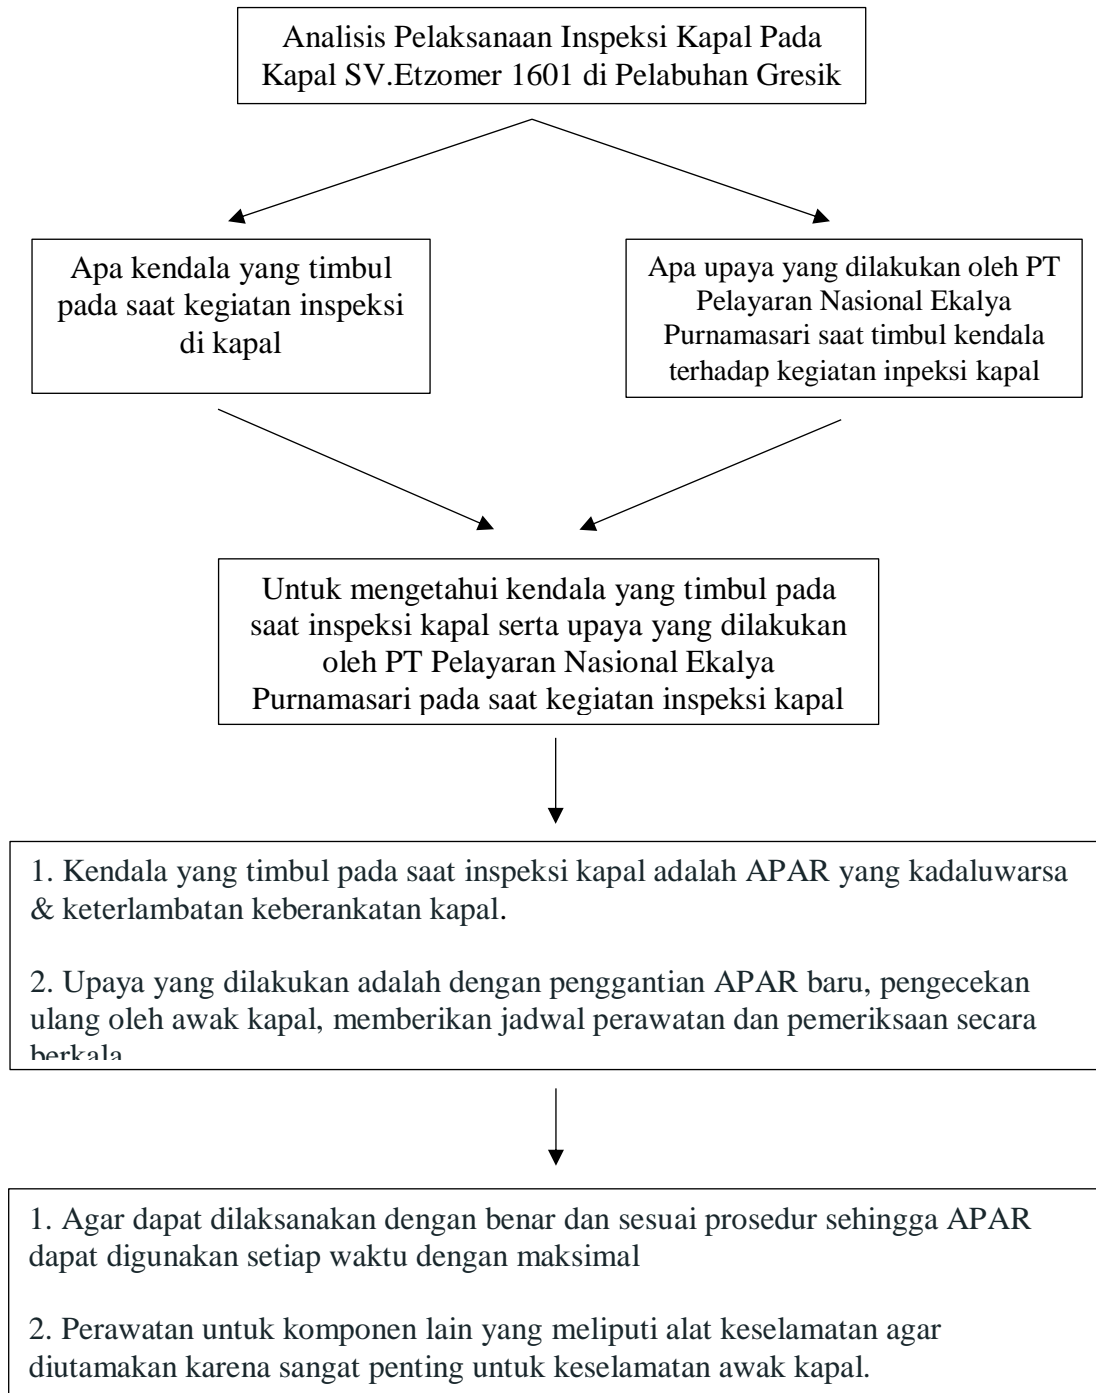 Analisis Pelaksanaan Inspeksi Kapal Pada
Kapal SV.Etzomer 1601 di Pelabuhan Gresik
Apa kendala yang timbul
pada saat kegiatan inspeksi
di kapal
Apa upaya yang dilakukan oleh PT
Pelayaran Nasional Ekalya
Purnamasari saat timbul kendala
terhadap kegiatan inpeksi kapal
Untuk mengetahui kendala yang timbul pada
saat inspeksi kapal serta upaya yang dilakukan
oleh PT Pelayaran Nasional Ekalya
Purnamasari pada saat kegiatan inspeksi kapal
1. Kendala yang timbul pada saat inspeksi kapal adalah APAR yang kadaluwarsa
& keterlambatan keberankatan kapal.
2. Upaya yang dilakukan adalah dengan penggantian APAR baru, pengecekan
ulang oleh awak kapal, memberikan jadwal perawatan dan pemeriksaan secara
berkala
1. Agar dapat dilaksanakan dengan benar dan sesuai prosedur sehingga APAR
dapat digunakan setiap waktu dengan maksimal
2. Perawatan untuk komponen lain yang meliputi alat keselamatan agar
diutamakan karena sangat penting untuk keselamatan awak kapal.